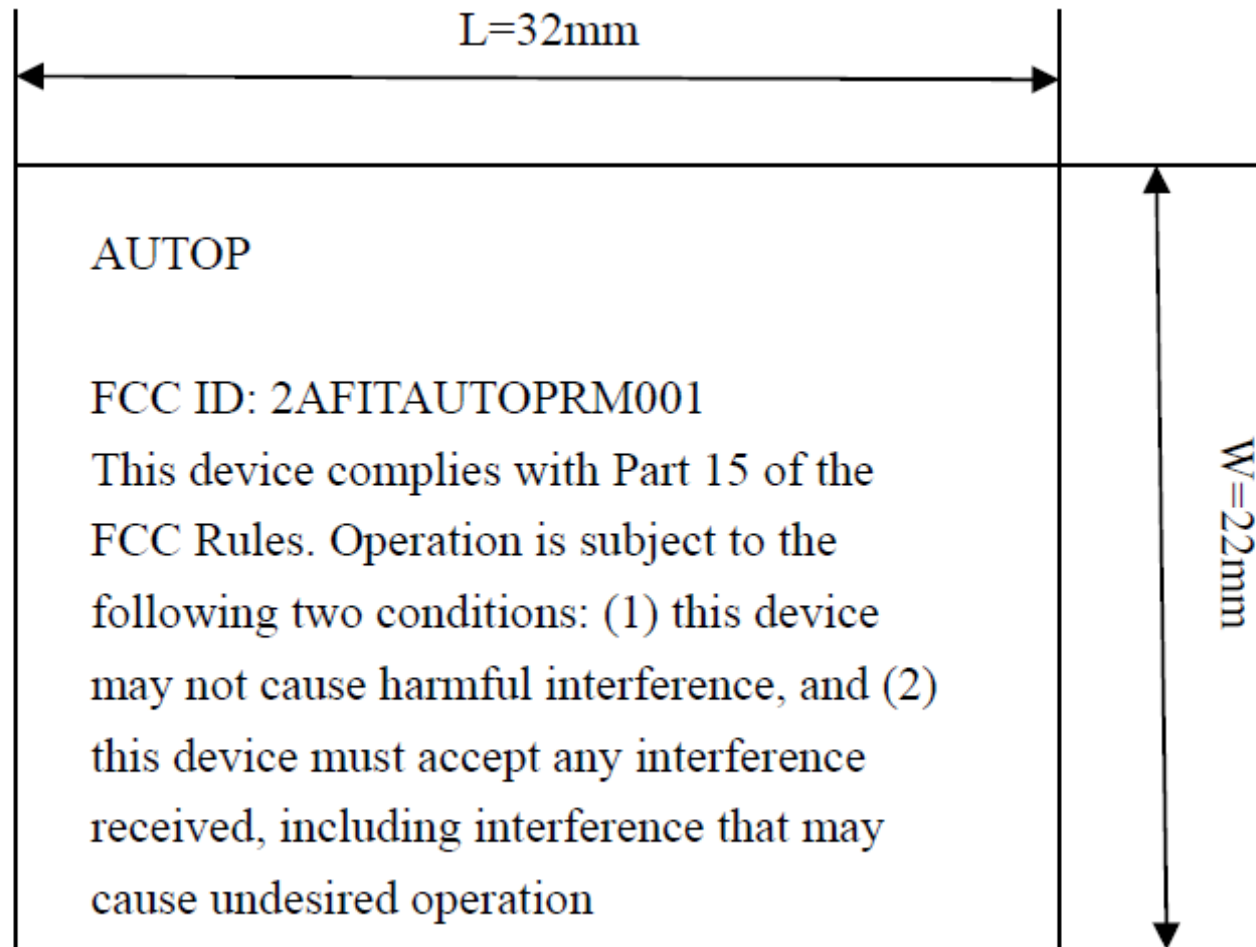 L=32mm
AUTOP
FCC ID: 2AFITAUTOPRM001
This device complies with Part 15 of the
FCC Rules. Operation is subject to the
following two conditions: (1) this device
may not cause harmful interference, and (2)
this device must accept any interference
received, including interference that may
cause undesired operation
W=22mm